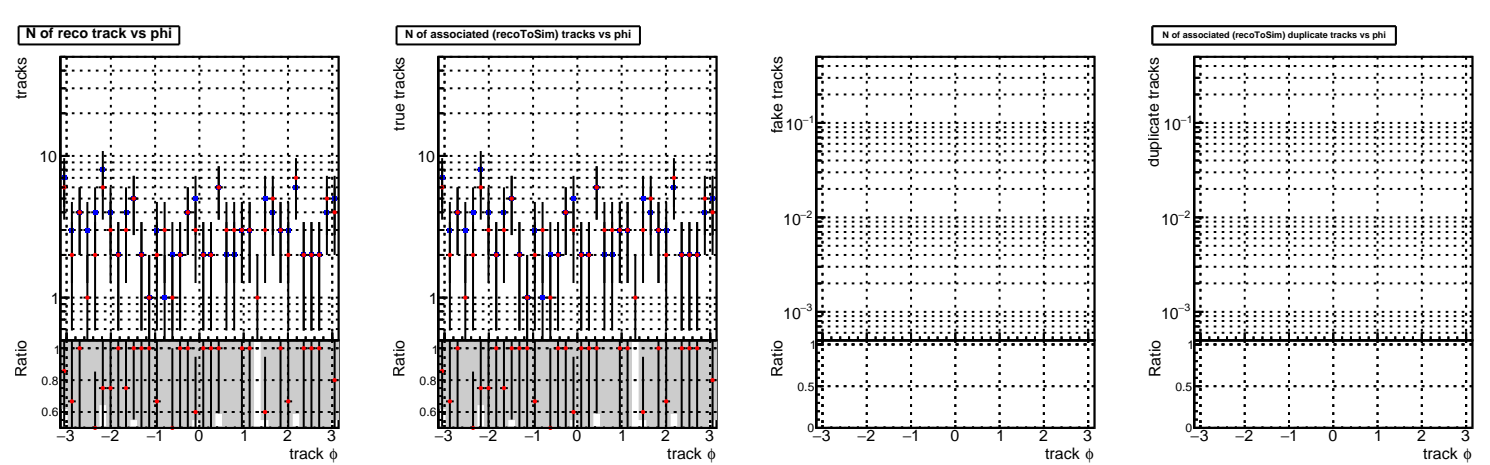 N of reco track vs phi
tracks
10
1
Ratio
1
0.8
0.6
−3 −2 −1 0 1 2 3
track ϕ
N of associated (recoToSim) tracks vs phi
true tracks
10
1
Ratio
1
0.8
0.6
−3 −2 −1 0 1 2 3
track ϕ
fake tracks
10⁻¹
10⁻²
10⁻³
Ratio
1
0.5
0
−3 −2 −1 0 1 2 3
track ϕ
N of associated (recoToSim) duplicate tracks vs phi
duplicate tracks
10⁻¹
10⁻²
10⁻³
Ratio
1
0.5
0
−3 −2 −1 0 1 2 3
track ϕ